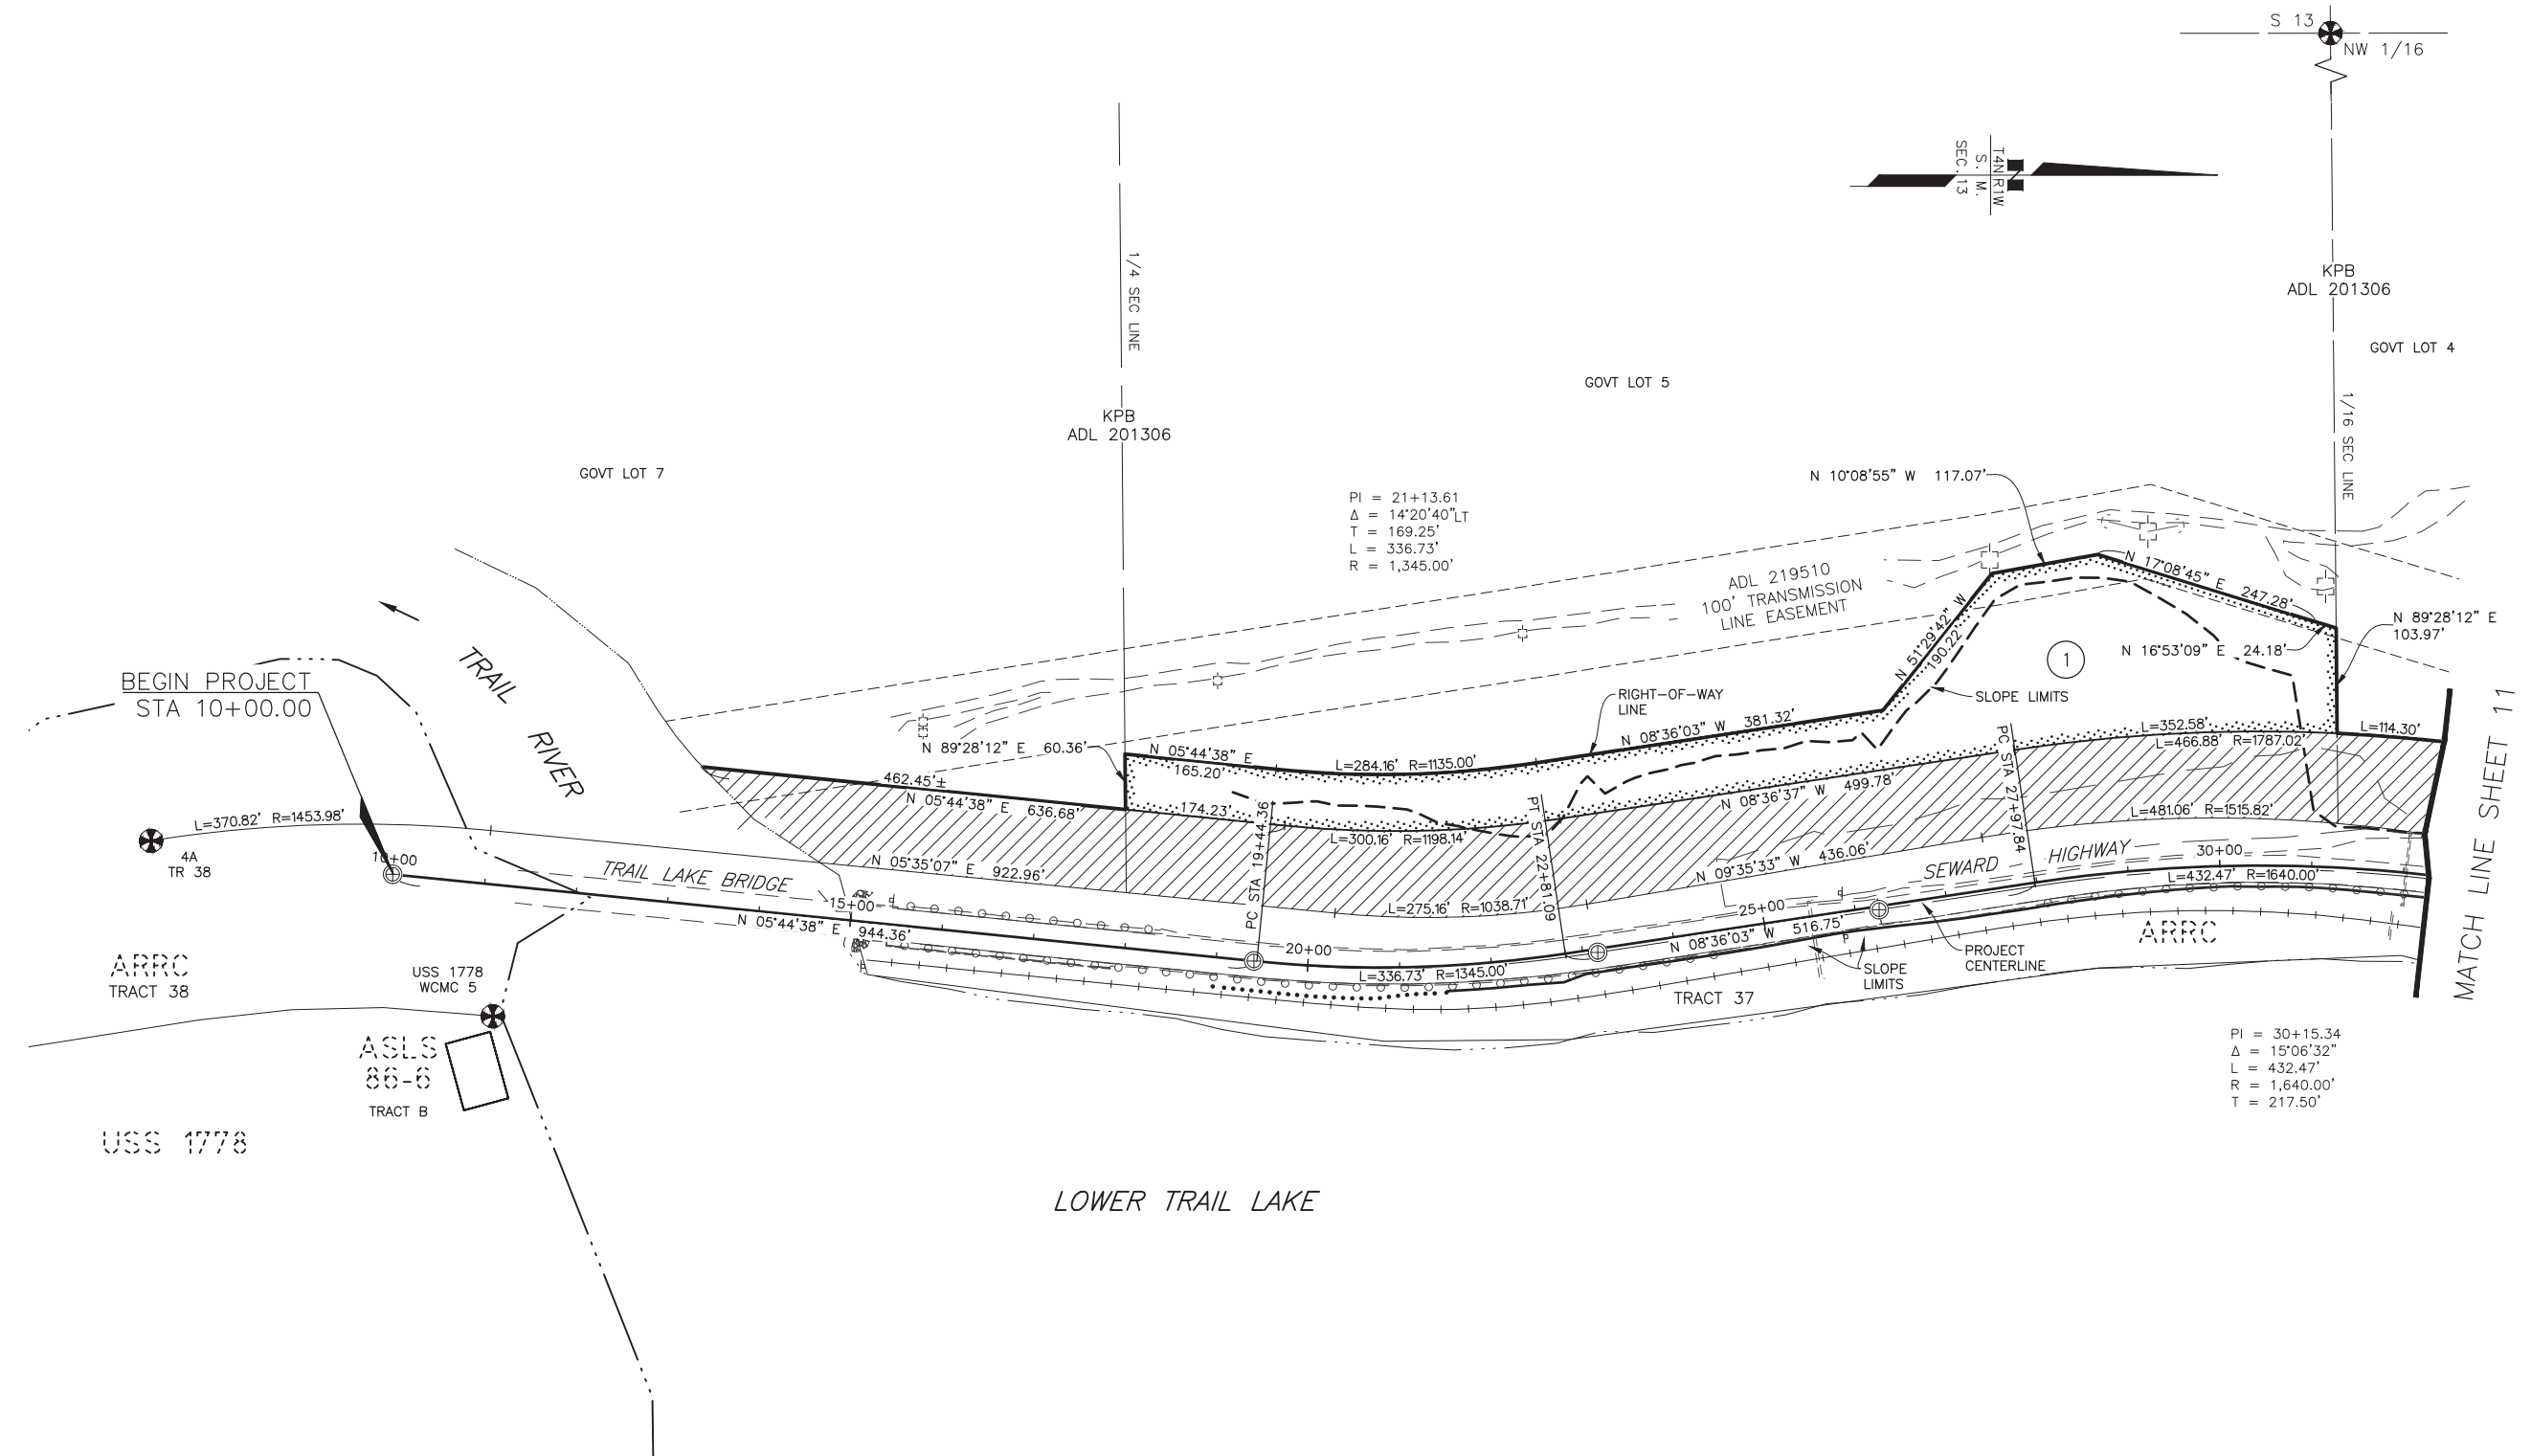 S 13
NW 1/16
T4N R1W
S. M.
SEC. 13
N
1/4 SEC LINE
KPB
ADL 201306
KPB
ADL 201306
GOVT LOT 4
GOVT LOT 5
1/16 SEC LINE
GOVT LOT 7
N 10°08'55" W 117.07'
PI = 21+13.61
Δ = 14°20'40"LT
T = 169.25'
L = 336.73'
R = 1,345.00'
ADL 219510
100' TRANSMISSION
LINE EASEMENT
N 17°08'45" E 247.28'
N 51°29'42" W
190.22'
N 89°28'12" E
103.97'
N 16°53'09" E 24.18'
1
SLOPE LIMITS
RIGHT-OF-WAY
LINE
TRAIL RIVER
BEGIN PROJECT
STA 10+00.00
N 89°28'12" E 60.36'
N 05°44'38" E
165.20'
L=284.16' R=1135.00'
N 08°36'03" W 381.32'
L=352.58'
L=114.30'
L=466.88' R=1787.02'
462.45'±
N 05°44'38" E 636.68'
174.23'
L=300.16' R=1198.14'
N 08°36'37" W 499.78'
L=481.06' R=1515.82'
PC STA 19+44.36
PT STA 22+81.09
PC STA 27+97.84
L=370.82' R=1453.98'
4A
TR 38
10+00
TRAIL LAKE BRIDGE
N 05°35'07" E 922.96'
L=275.16' R=1038.71'
N 09°35'33" W 436.06'
SEWARD HIGHWAY
30+00
L=432.47' R=1640.00'
15+00
N 05°44'38" E 944.36'
20+00
25+00
L=336.73' R=1345.00'
N 08°36'03" W 516.75'
PROJECT
CENTERLINE
SLOPE
LIMITS
ARRC
TRACT 37
MATCH LINE SHEET 11
ARRC
TRACT 38
USS 1778
WCMC 5
ASLS
86-6
TRACT B
USS 1778
PI = 30+15.34
Δ = 15°06'32"
L = 432.47'
R = 1,640.00'
T = 217.50'
LOWER TRAIL LAKE